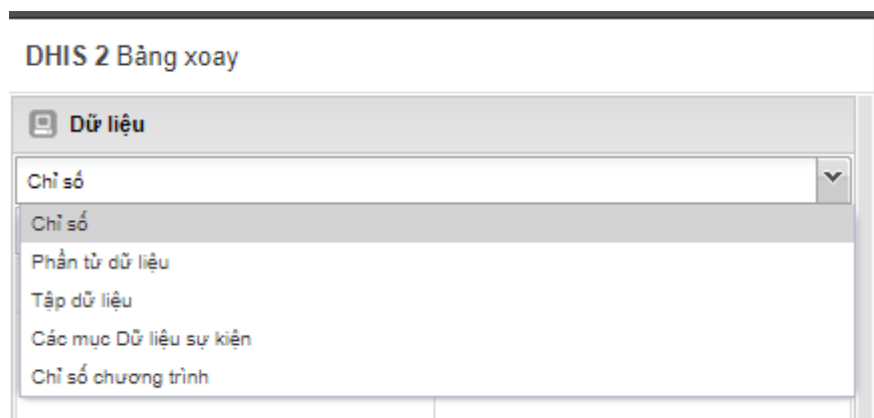 DHIS 2 Bảng xoay
Dữ liệu
Chỉ số
Chỉ số
Phần tử dữ liệu
Tập dữ liệu
Các mục Dữ liệu sự kiện
Chỉ số chương trình